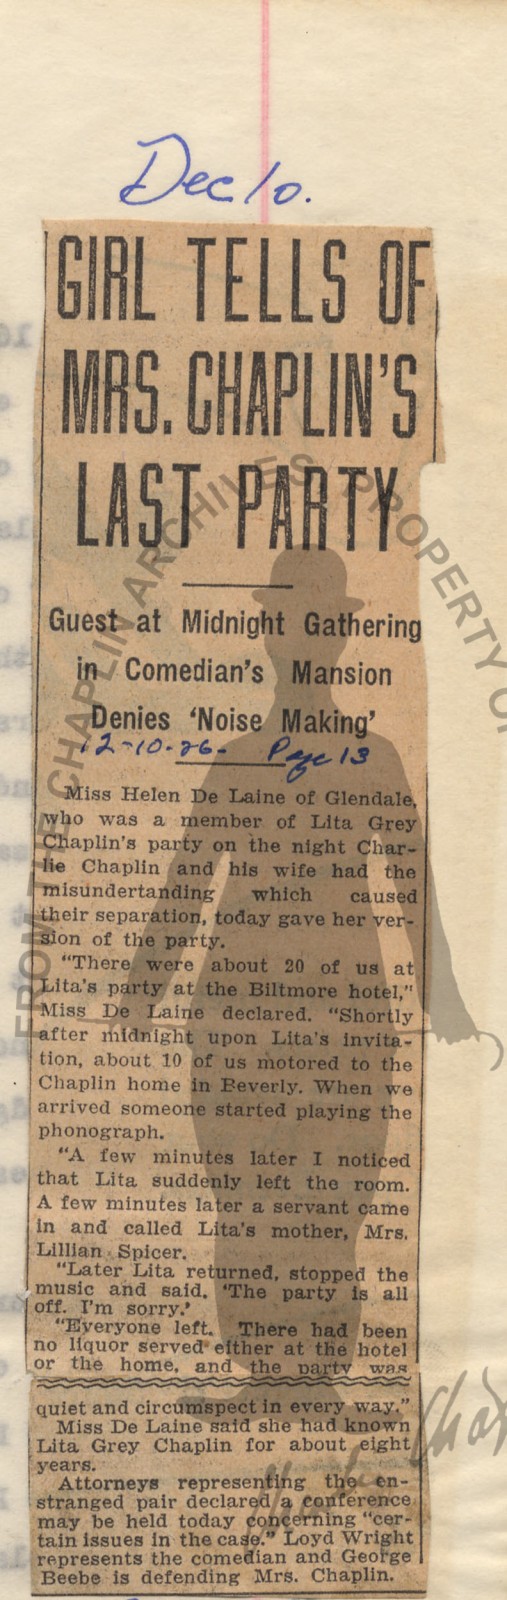 Dec 10.
GIRL TELLS OF
MRS. CHAPLIN'S
LAST PARTY
Guest at Midnight Gathering
in Comedian's Mansion
Denies 'Noise Making'
12-10-26- Page 13
Miss Helen De Laine of Glendale,
who was a member of Lita Grey
Chaplin's party on the night Char-
lie Chaplin and his wife had the
misundertanding which caused
their separation, today gave her ver-
sion of the party.
"There were about 20 of us at
Lita's party at the Biltmore hotel,"
Miss De Laine declared. "Shortly
after midnight upon Lita's invita-
tion, about 10 of us motored to the
Chaplin home in Beverly. When we
arrived someone started playing the
phonograph.
"A few minutes later I noticed
that Lita suddenly left the room.
A few minutes later a servant came
in and called Lita's mother, Mrs.
Lillian Spicer.
"Later Lita returned, stopped the
music and said, 'The party is all
off. I'm sorry.'
"Everyone left. There had been
no liquor served either at the hotel
or the home, and the party was
quiet and circumspect in every way."
Miss De Laine said she had known
Lita Grey Chaplin for about eight
years.
Attorneys representing the en-
stranged pair declared a conference
may be held today concerning "cer-
tain issues in the case." Loyd Wright
represents the comedian and George
Beebe is defending Mrs. Chaplin.
FROM THE CHAPLIN ARCHIVES PROPERTY OF